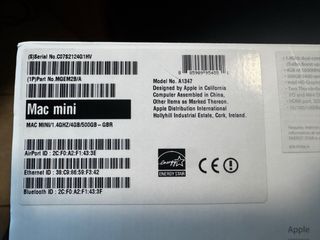 (S)Serial No.C07S21240J1HV
(1P)Part No.MGEM2B/A
Mac mini
MAC MINI/1.4GHZ/4GB/500GB - GBR
AirPort ID : 2C:F0:A2:F1:43:3E
Ethernet ID : 38:C9:86:59:F3:42
Bluetooth ID : 2C:F0:A2:F1:43:3F
Model No. A1347
Designed by Apple in California
Computer Assembled in China,
Other Items as Marked Thereon.
Apple Distribution International
Hollyhill Industrial Estate, Cork, Ireland.
energy
ENERGY STAR
CE
Apple